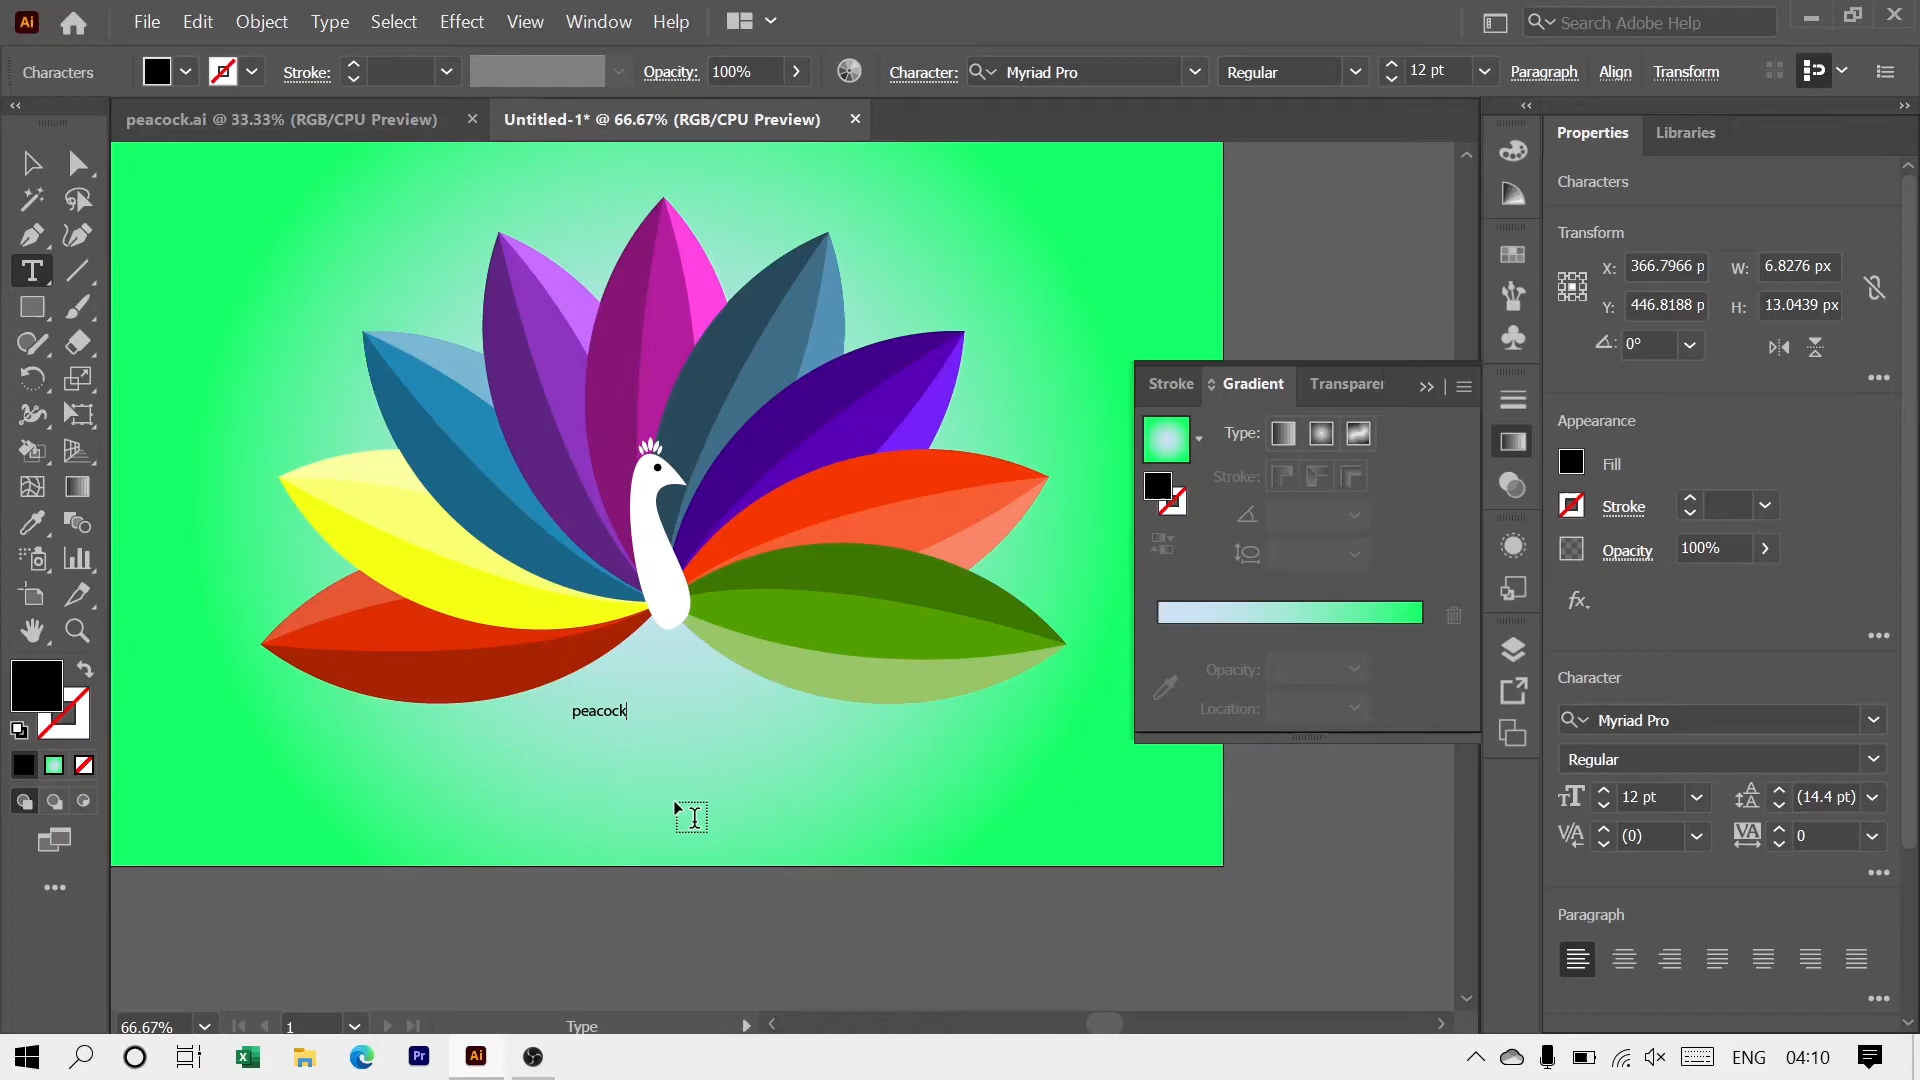 Ai File Edit Object Type Select Effect View Window Help Search Adobe Help
Characters Stroke: Opacity: 100% Character: Myriad Pro Regular 12 pt Paragraph Align Transform
peacock.ai @ 33.33% (RGB/CPU Preview) Untitled-1* @ 66.67% (RGB/CPU Preview)
Properties Libraries
Characters
Transform
X: 366.7966 p W: 6.8276 px
Y: 446.8188 p H: 13.0439 px
0°
Stroke Gradient Transparen
Type:
Stroke:
Opacity:
Location:
Appearance
Fill
Stroke
Opacity 100%
fx.
peacock
Character
Myriad Pro
Regular
12 pt (14.4 pt)
(0) 0
Paragraph
66.67% 1 Type
Pr Ai ENG 04:10